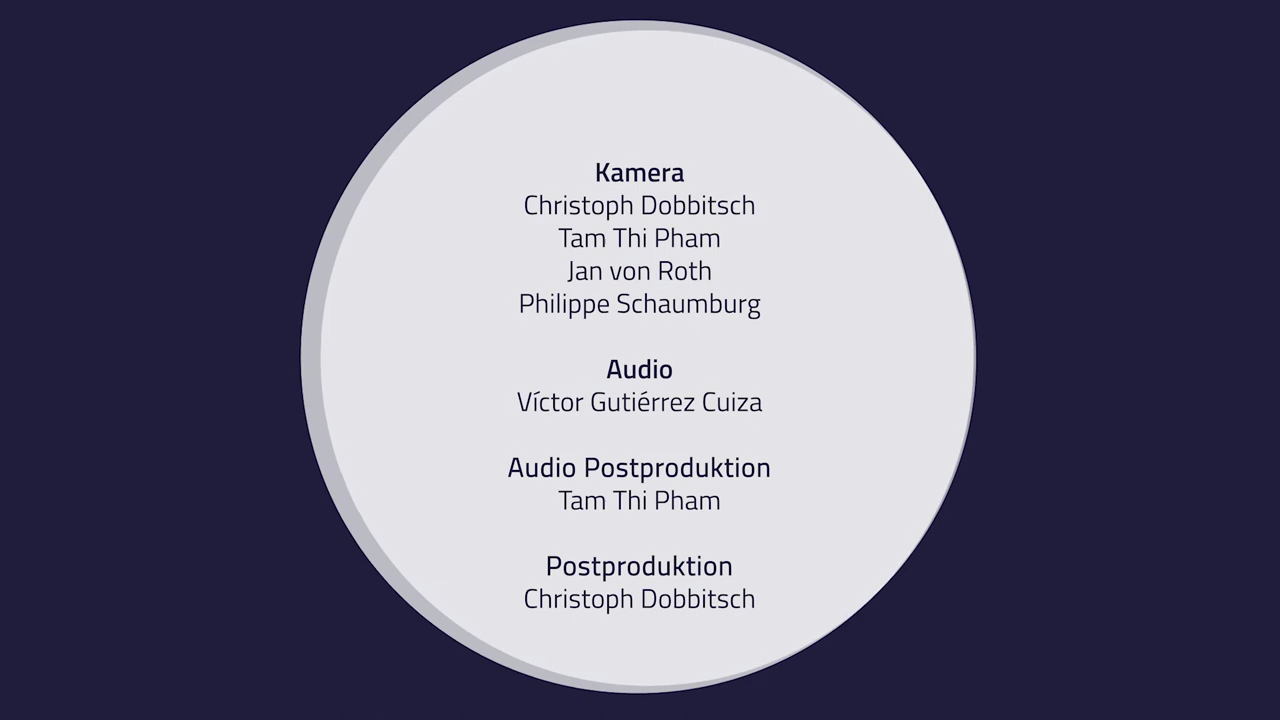 Kamera
Christoph Dobbitsch
Tam Thi Pham
Jan von Roth
Philippe Schaumburg
Audio
Víctor Gutiérrez Cuiza
Audio Postproduktion
Tam Thi Pham
Postproduktion
Christoph Dobbitsch